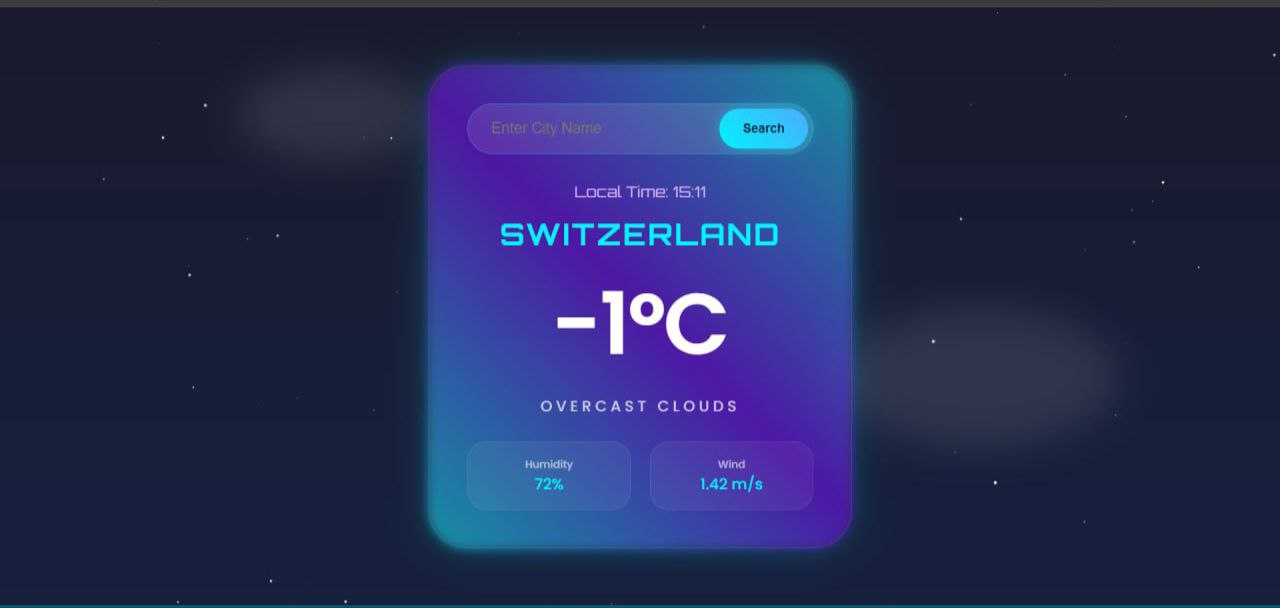 Enter City Name
Search
Local Time: 15:11
SWITZERLAND
-1°C
OVERCAST CLOUDS
Humidity
72%
Wind
1.42 m/s